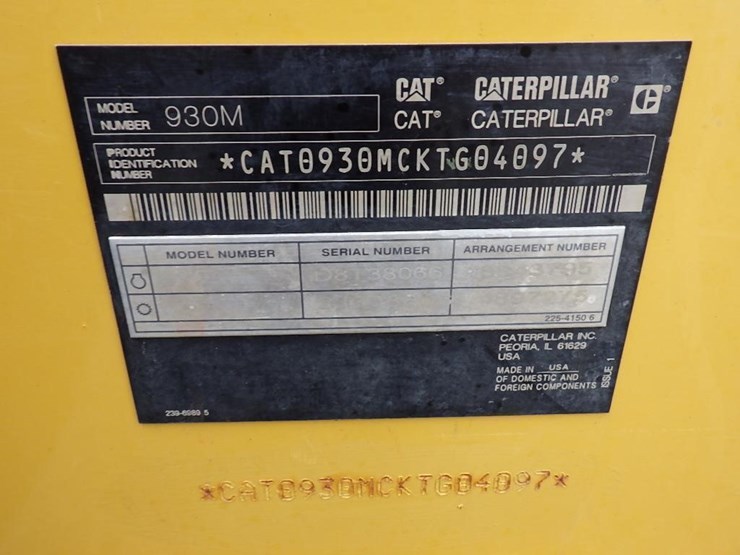 CAT® CATERPILLAR®
CAT® CATERPILLAR®
MODEL NUMBER 930M
PRODUCT IDENTIFICATION NUMBER *CAT0930MCKTG04097*
MODEL NUMBER SERIAL NUMBER ARRANGEMENT NUMBER
225-4150 6
CATERPILLAR INC.
PEORIA, IL 61629
USA
MADE IN USA
OF DOMESTIC AND
FOREIGN COMPONENTS
ISSUE 1
239-6989 5
*CAT0930MCKTG04097*